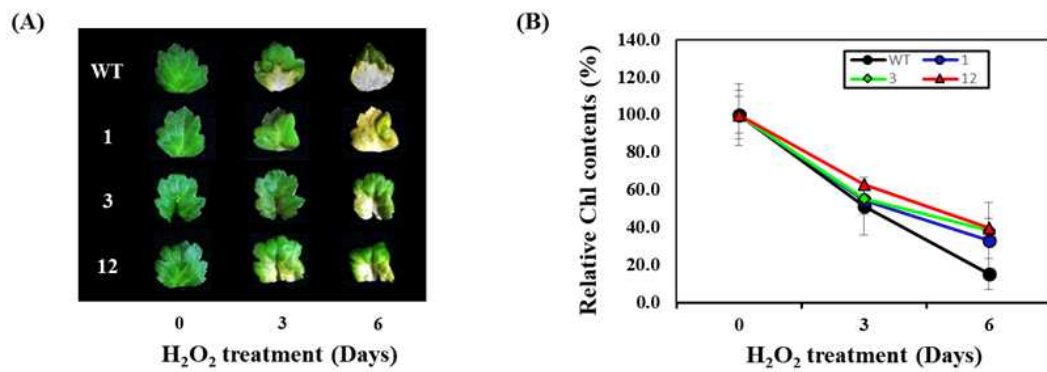 (A)
WT
1
3
12
0 3 6
H₂O₂ treatment (Days)
(B)
Relative Chl contents (%)
140.0
120.0
100.0
80.0
60.0
40.0
20.0
0.0
WT 1
3 12
0 3 6
H₂O₂ treatment (Days)